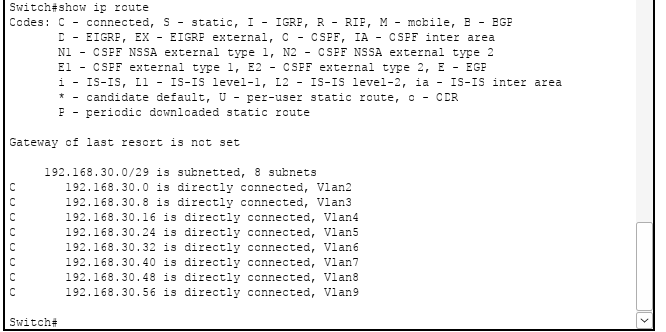 Switch#show ip route
Codes: C - connected, S - static, I - IGRP, R - RIP, M - mobile, B - BGP
       D - EIGRP, EX - EIGRP external, O - OSPF, IA - OSPF inter area
       N1 - OSPF NSSA external type 1, N2 - OSPF NSSA external type 2
       E1 - OSPF external type 1, E2 - OSPF external type 2, E - EGP
       i - IS-IS, L1 - IS-IS level-1, L2 - IS-IS level-2, ia - IS-IS inter area
       * - candidate default, U - per-user static route, o - ODR
       P - periodic downloaded static route
Gateway of last resort is not set
     192.168.30.0/29 is subnetted, 8 subnets
C       192.168.30.0 is directly connected, Vlan2
C       192.168.30.8 is directly connected, Vlan3
C       192.168.30.16 is directly connected, Vlan4
C       192.168.30.24 is directly connected, Vlan5
C       192.168.30.32 is directly connected, Vlan6
C       192.168.30.40 is directly connected, Vlan7
C       192.168.30.48 is directly connected, Vlan8
C       192.168.30.56 is directly connected, Vlan9
Switch#